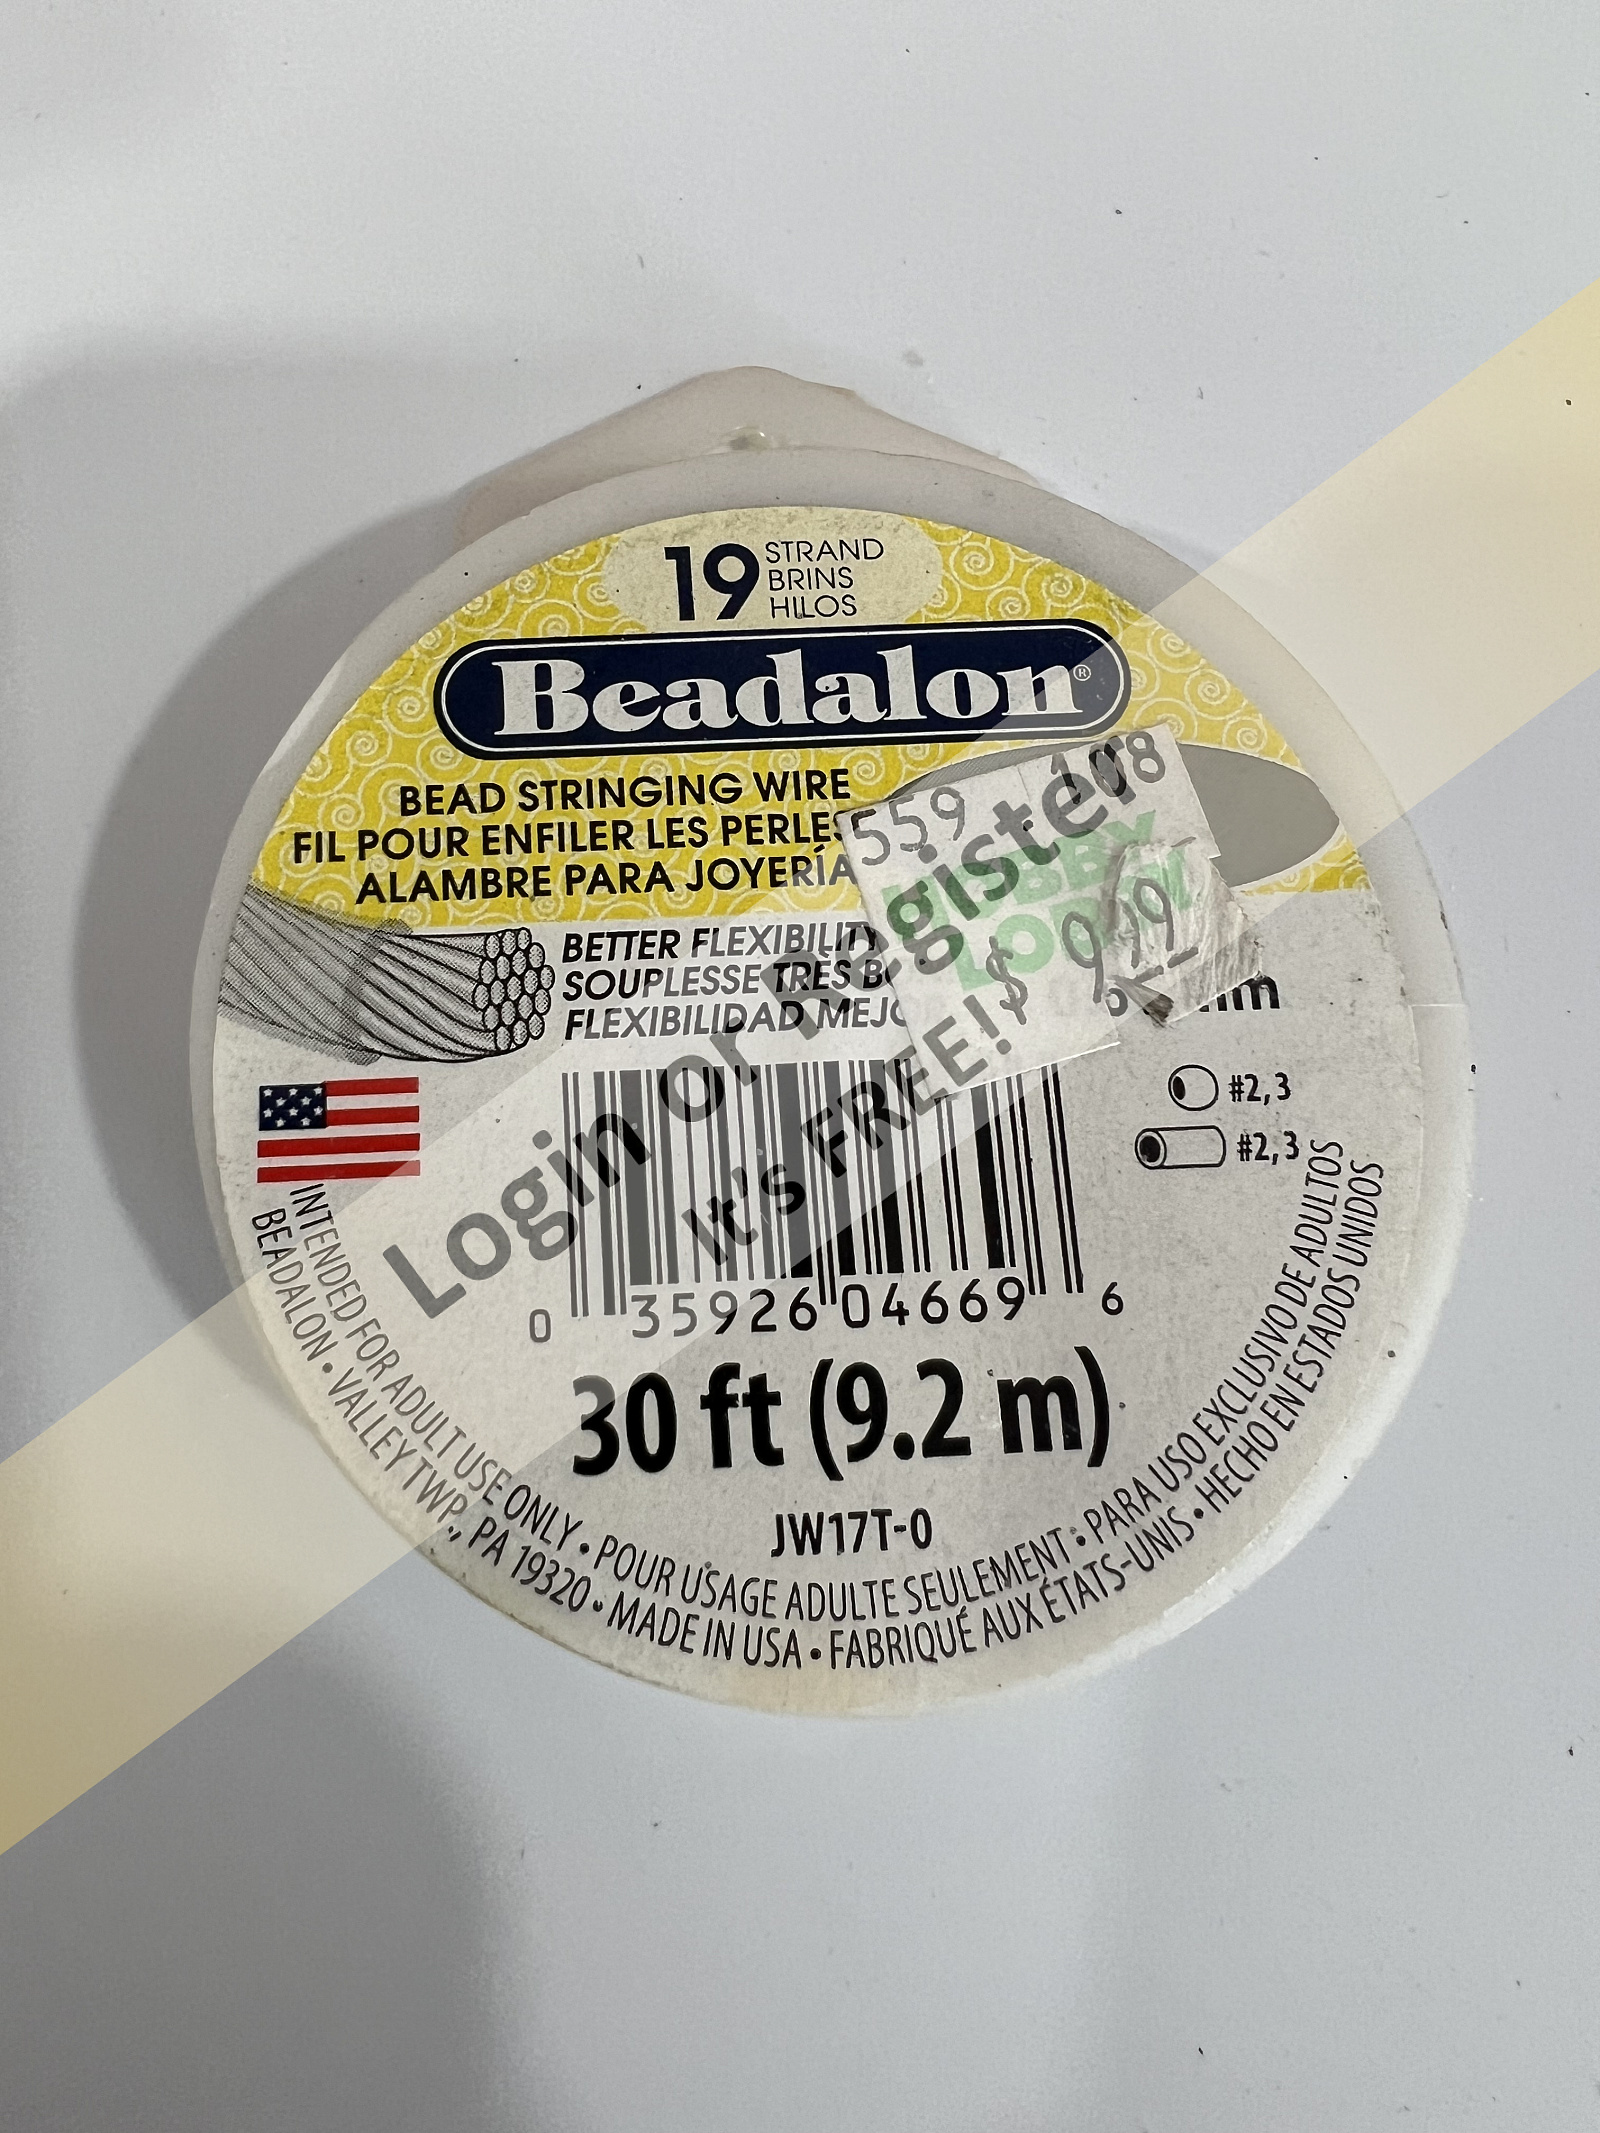 19 STRAND
BRINS
HILOS
Beadalon®
BEAD STRINGING WIRE
FIL POUR ENFILER LES PERLES
ALAMBRE PARA JOYERÍA
559 108
HOBBY
LOBBY
$ 9.99
BETTER FLEXIBILITY
SOUPLESSE TRÈS
FLEXIBILIDAD
mm
#2, 3
#2, 3
0 35926 04669 6
30 ft (9.2 m)
JW17T-0
INTENDED FOR ADULT USE ONLY • POUR USAGE ADULTE SEULEMENT • PARA USO EXCLUSIVO DE ADULTOS
BEADALON • VALLEY TWP., PA 19320 • MADE IN USA • FABRIQUÉ AUX ÉTATS-UNIS • HECHO EN ESTADOS UNIDOS
Login or Register
It's FREE!